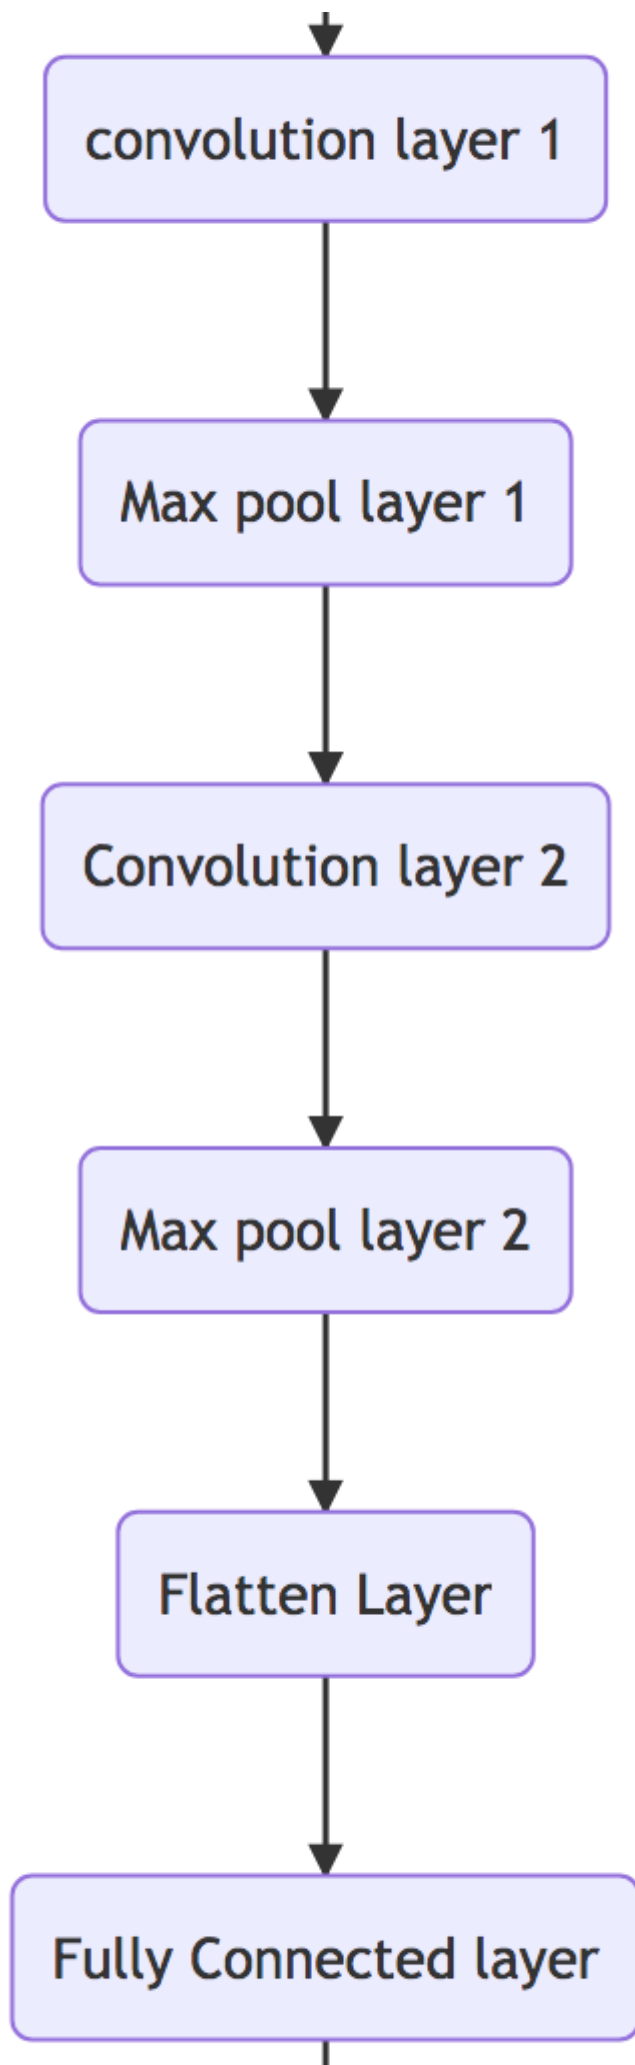 convolution layer 1
Max pool layer 1
Convolution layer 2
Max pool layer 2
Flatten Layer
Fully Connected layer